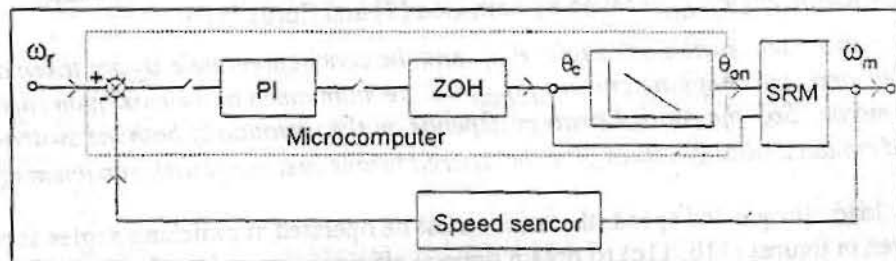 ωr
+
PI
ZOH
θc
θon
SRM
ωm
Microcomputer
Speed sencor